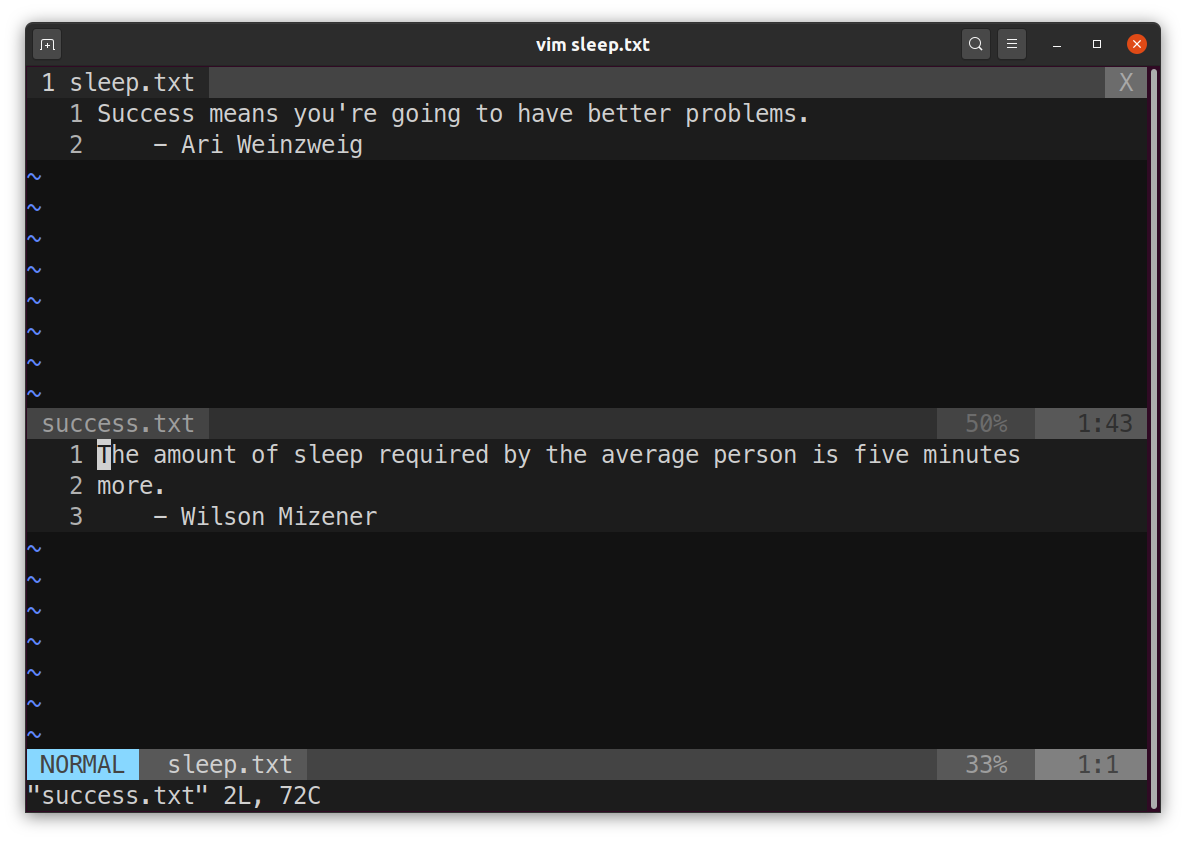 vim sleep.txt
1 sleep.txt X
1 Success means you're going to have better problems.
2 — Ari Weinzweig
~
~
~
~
~
~
~
~
success.txt 50% 1:43
1 The amount of sleep required by the average person is five minutes
2 more.
3 — Wilson Mizener
~
~
~
~
~
~
~
NORMAL sleep.txt 33% 1:1
"success.txt" 2L, 72C